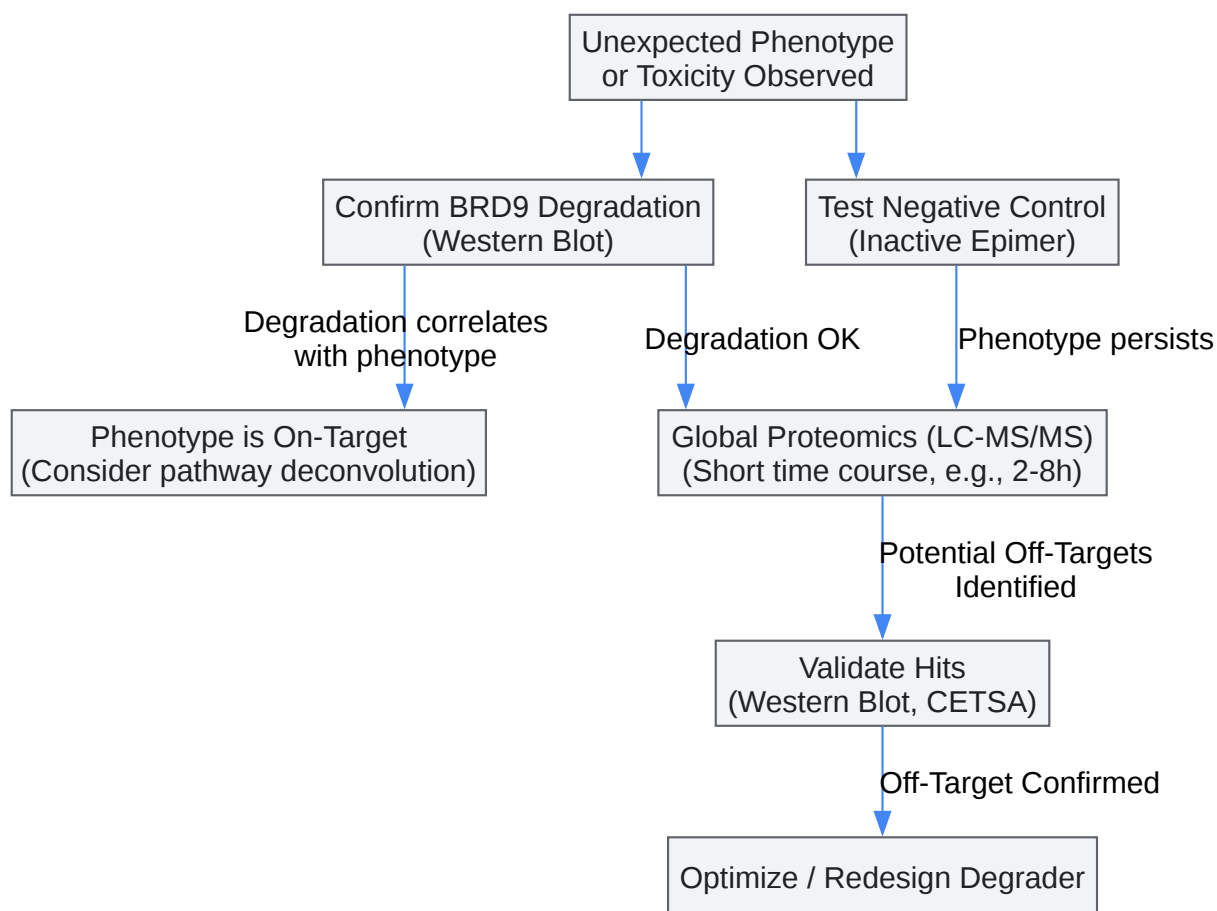 Unexpected Phenotype
or Toxicity Observed
Confirm BRD9 Degradation
(Western Blot)
Test Negative Control
(Inactive Epimer)
Degradation correlates
with phenotype
Degradation OK
Phenotype persists
Phenotype is On-Target
(Consider pathway deconvolution)
Global Proteomics (LC-MS/MS)
(Short time course, e.g., 2-8h)
Potential Off-Targets
Identified
Validate Hits
(Western Blot, CETSA)
Off-Target Confirmed
Optimize / Redesign Degrader